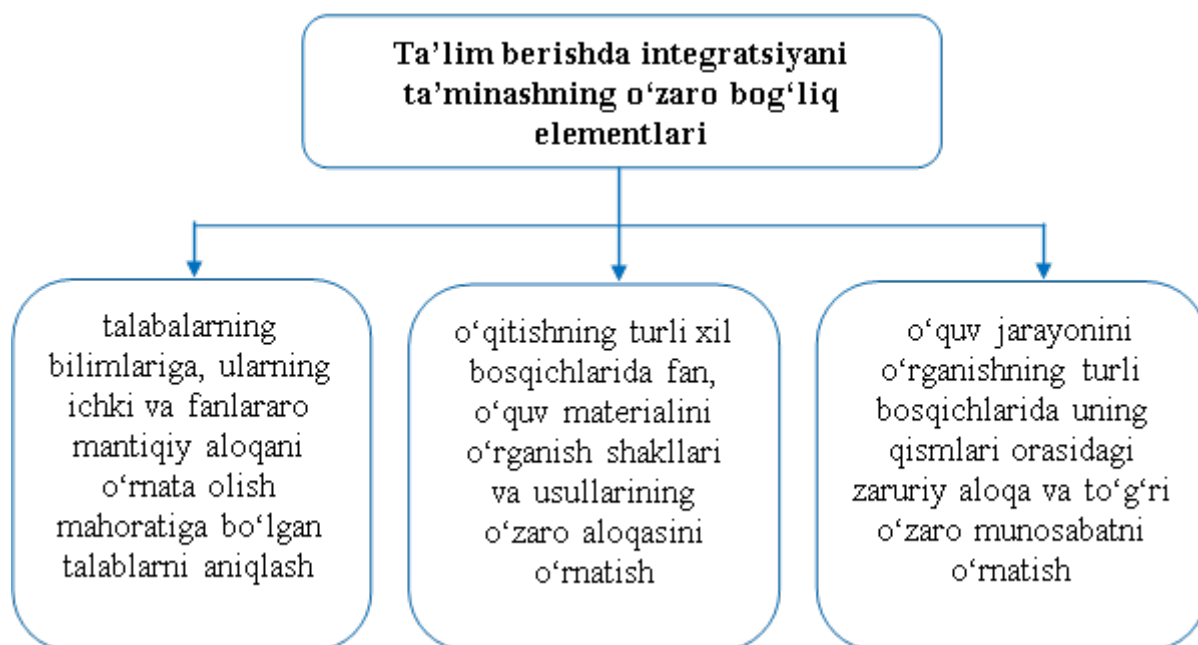 Ta’lim berishda integratsiyani
ta’minashning o‘zaro bog‘liq
elementlari
talabalarning
bilimlariga, ularning
ichki va fanlararo
mantiqiy aloqani
o‘rnata olish
mahoratiga bo‘lgan
talablarni aniqlash
o‘qitishning turli xil
bosqichlarida fan,
o‘quv materialini
o‘rganish shakllari
va usullarining
o‘zaro aloqasini
o‘rnatish
o‘quv jarayonini
o‘rganishning turli
bosqichlarida uning
qismlari orasidagi
zaruriy aloqa va to‘g‘ri
o‘zaro munosabatni
o‘rnatish